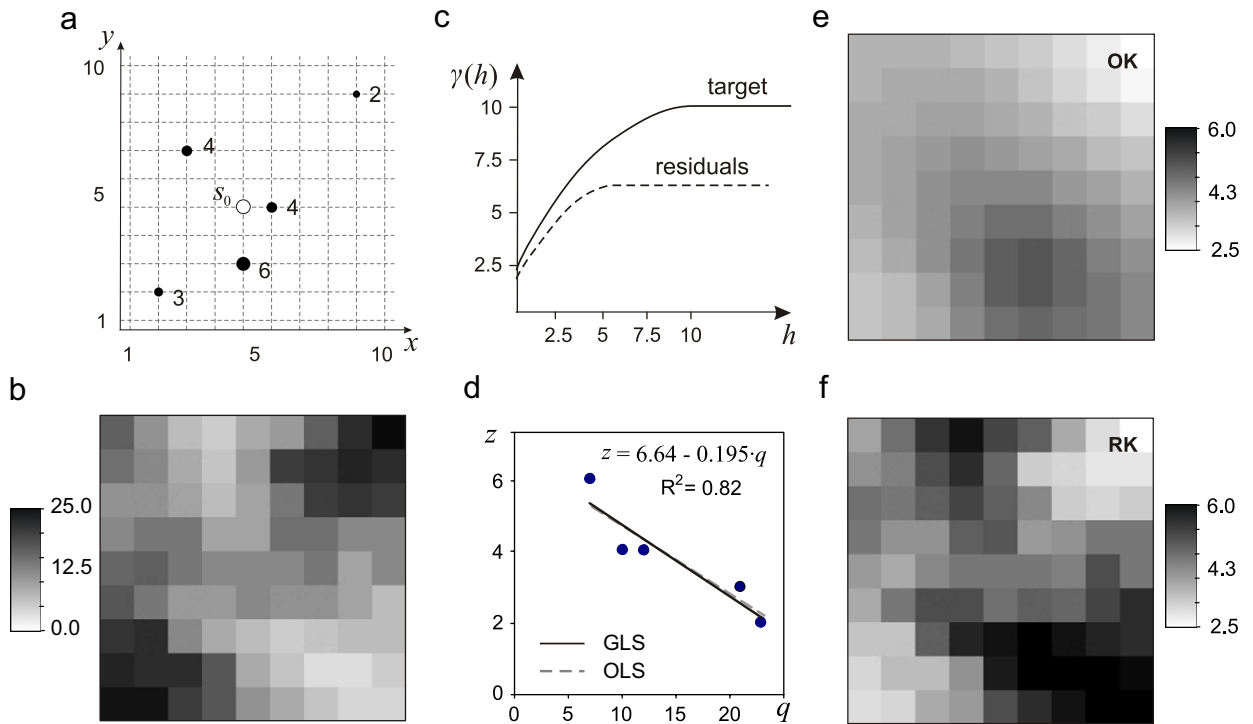 a
y
10
5
1
1
5
10
x
2
4
s0
4
6
3
b
25.0
12.5
0.0
c
γ(h)
10
7.5
5
2.5
2.5
5
7.5
10
h
target
residuals
d
z
6
4
2
0
0
5
10
15
20
q
z = 6.64 - 0.195·q
R²= 0.82
GLS
OLS
e
OK
6.0
4.3
2.5
f
RK
6.0
4.3
2.5